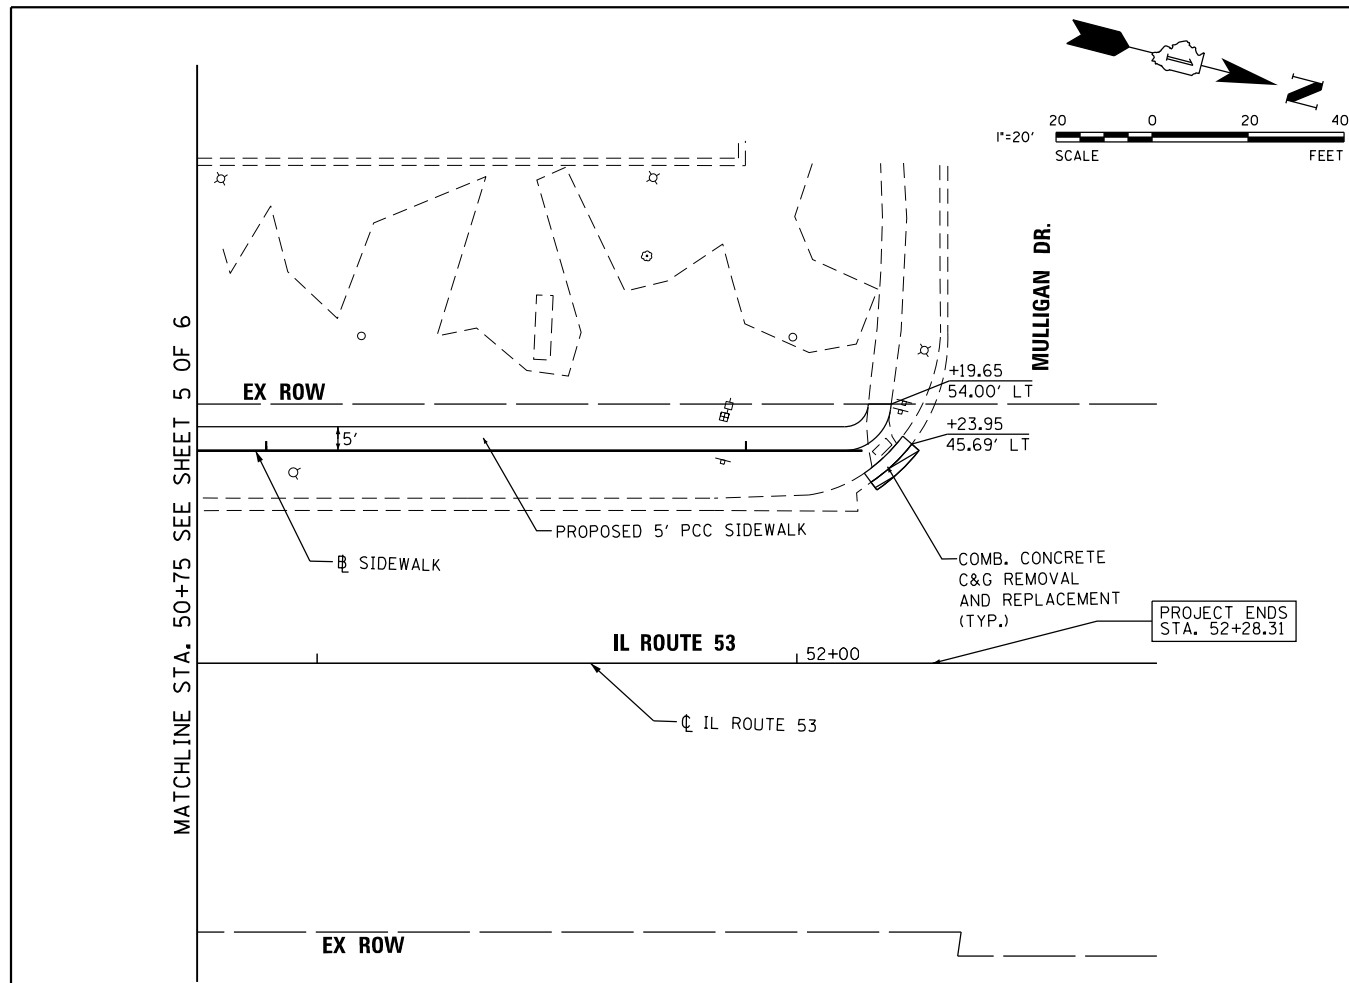 N
20 0 20 40
1"=20'
SCALE FEET
MULLIGAN DR.
MATCHLINE STA. 50+75 SEE SHEET 5 OF 6
EX ROW
+19.65
54.00' LT
5'
+23.95
45.69' LT
PROPOSED 5' PCC SIDEWALK
BL SIDEWALK
COMB. CONCRETE
C&G REMOVAL
AND REPLACEMENT
(TYP.)
PROJECT ENDS
STA. 52+28.31
IL ROUTE 53
52+00
CL IL ROUTE 53
EX ROW